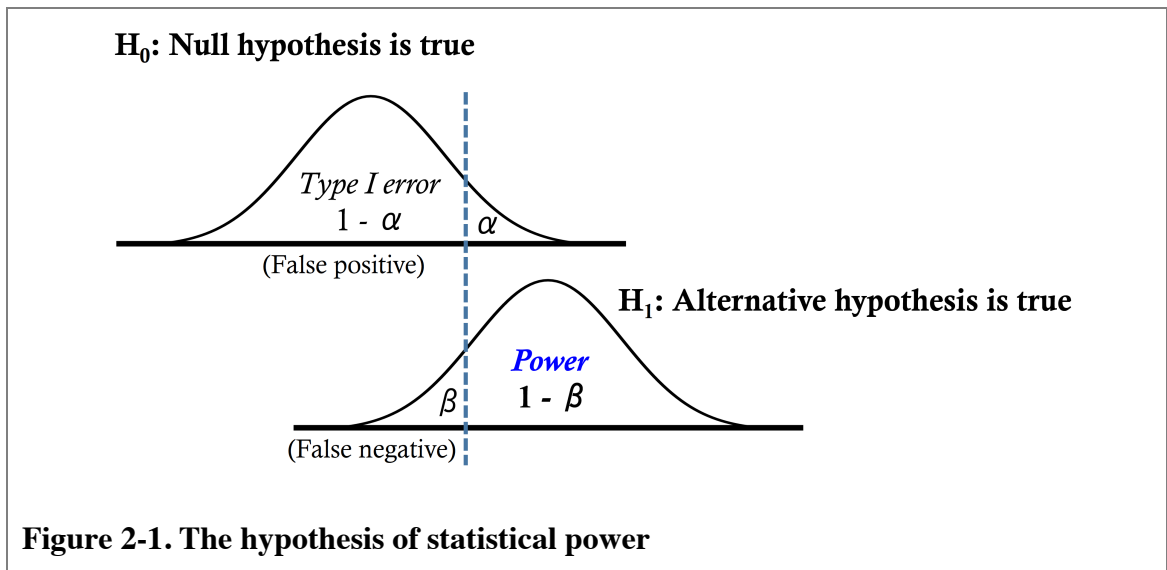 H₀: Null hypothesis is true
Type I error
1 - α
α
(False positive)
H₁: Alternative hypothesis is true
Power
1 - β
β
(False negative)
Figure 2-1. The hypothesis of statistical power